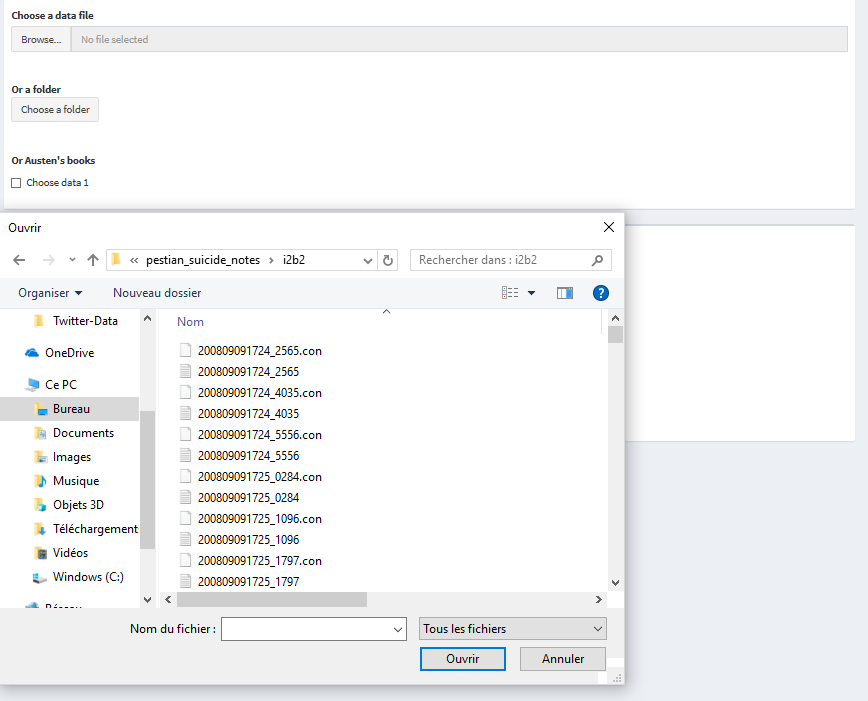 Choose a data file
Browse... No file selected
Or a folder
Choose a folder
Or Austen's books
Choose data 1
Ouvrir
« pestian_suicide_notes › i2b2 Rechercher dans : i2b2
Organiser Nouveau dossier
Twitter-Data
OneDrive
Ce PC
Bureau
Documents
Images
Musique
Objets 3D
Téléchargement
Vidéos
Windows (C:)
Réseau
Nom
200809091724_2565.con
200809091724_2565
200809091724_4035.con
200809091724_4035
200809091724_5556.con
200809091724_5556
200809091725_0284.con
200809091725_0284
200809091725_1096.con
200809091725_1096
200809091725_1797.con
200809091725_1797
Nom du fichier : Tous les fichiers
Ouvrir Annuler